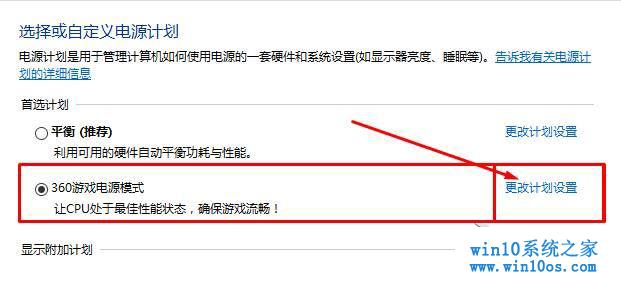 选择或自定义电源计划
电源计划是用于管理计算机如何使用电源的一套硬件和系统设置(如显示器亮度、睡眠等)。告诉我有关电源计
划的详细信息
首选计划
平衡 (推荐) 更改计划设置
利用可用的硬件自动平衡功耗与性能。
360游戏电源模式 更改计划设置
让CPU处于最佳性能状态，确保游戏流畅！
显示附加计划
win10系统之家
www.win10os.com